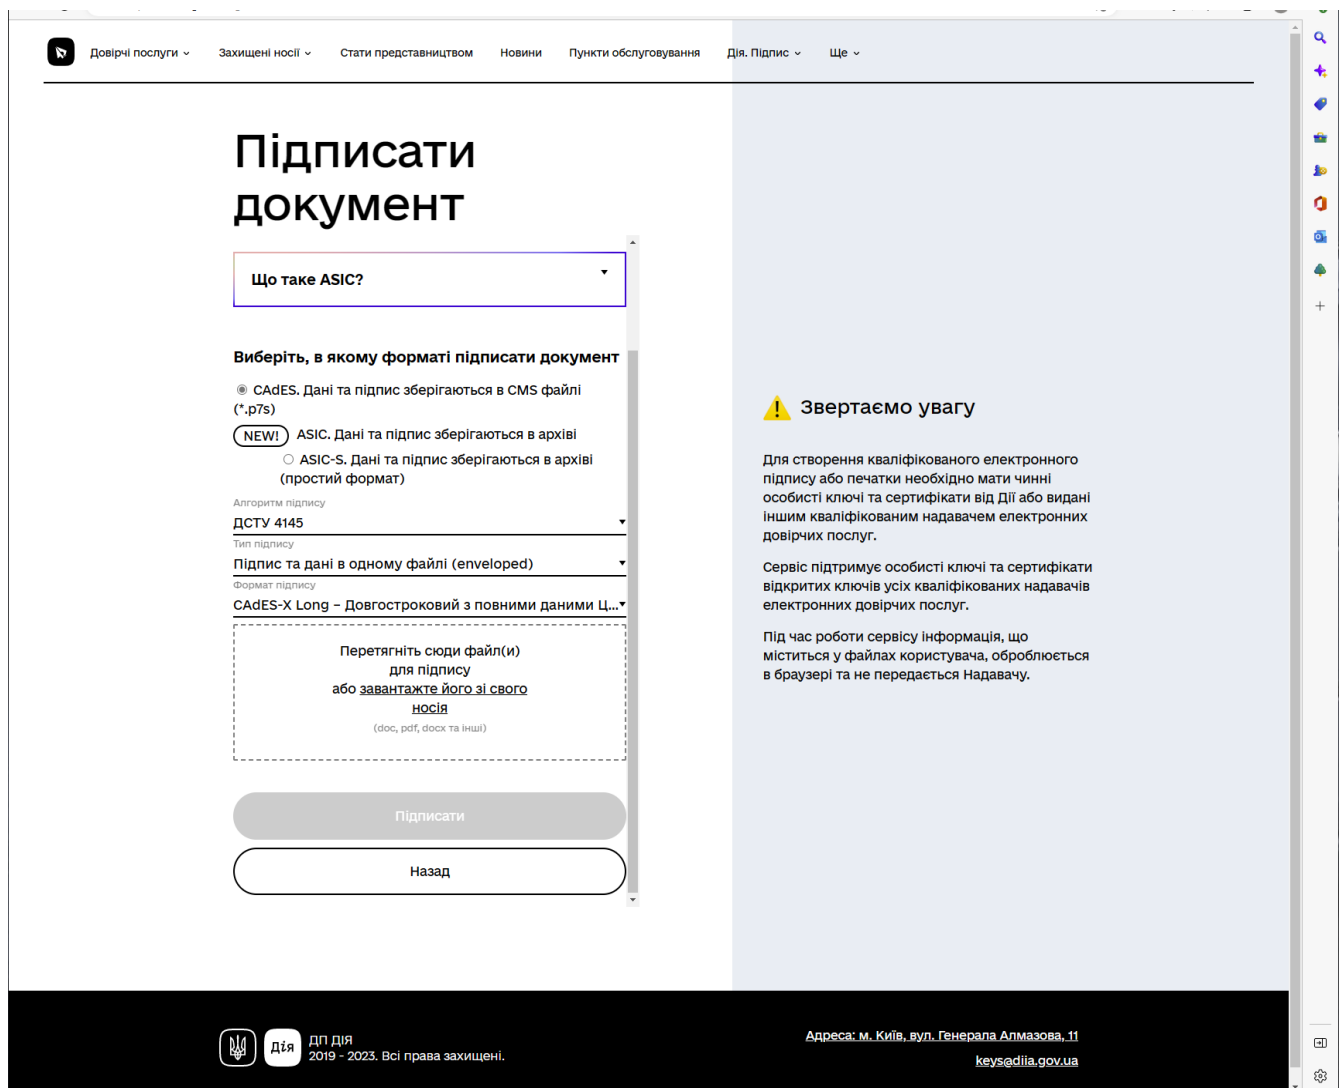 Довірчі послуги
Захищені носії
Стати представництвом
Новини
Пункти обслуговування
Дія. Підпис
Ще
Підписати
документ
Що таке ASIC?
Виберіть, в якому форматі підписати документ
CAdES. Дані та підпис зберігаються в CMS файлі
(*.p7s)
NEW! ASIC. Дані та підпис зберігаються в архіві
ASIC-S. Дані та підпис зберігаються в архіві
(простий формат)
Алгоритм підпису
ДСТУ 4145
Тип підпису
Підпис та дані в одному файлі (enveloped)
Формат підпису
CAdES-X Long – Довгостроковий з повними даними Ц...
Перетягніть сюди файл(и)
для підпису
або завантажте його зі свого
носія
(doc, pdf, docx та інші)
Підписати
Назад
Звертаємо увагу
Для створення кваліфікованого електронного
підпису або печатки необхідно мати чинні
особисті ключі та сертифікати від Дії або видані
іншим кваліфікованим надавачем електронних
довірчих послуг.
Сервіс підтримує особисті ключі та сертифікати
відкритих ключів усіх кваліфікованих надавачів
електронних довірчих послуг.
Під час роботи сервісу інформація, що
міститься у файлах користувача, оброблюється
в браузері та не передається Надавачу.
Дія
ДП ДІЯ
2019 - 2023. Всі права захищені.
Адреса: м. Київ, вул. Генерала Алмазова, 11
keys@diia.gov.ua